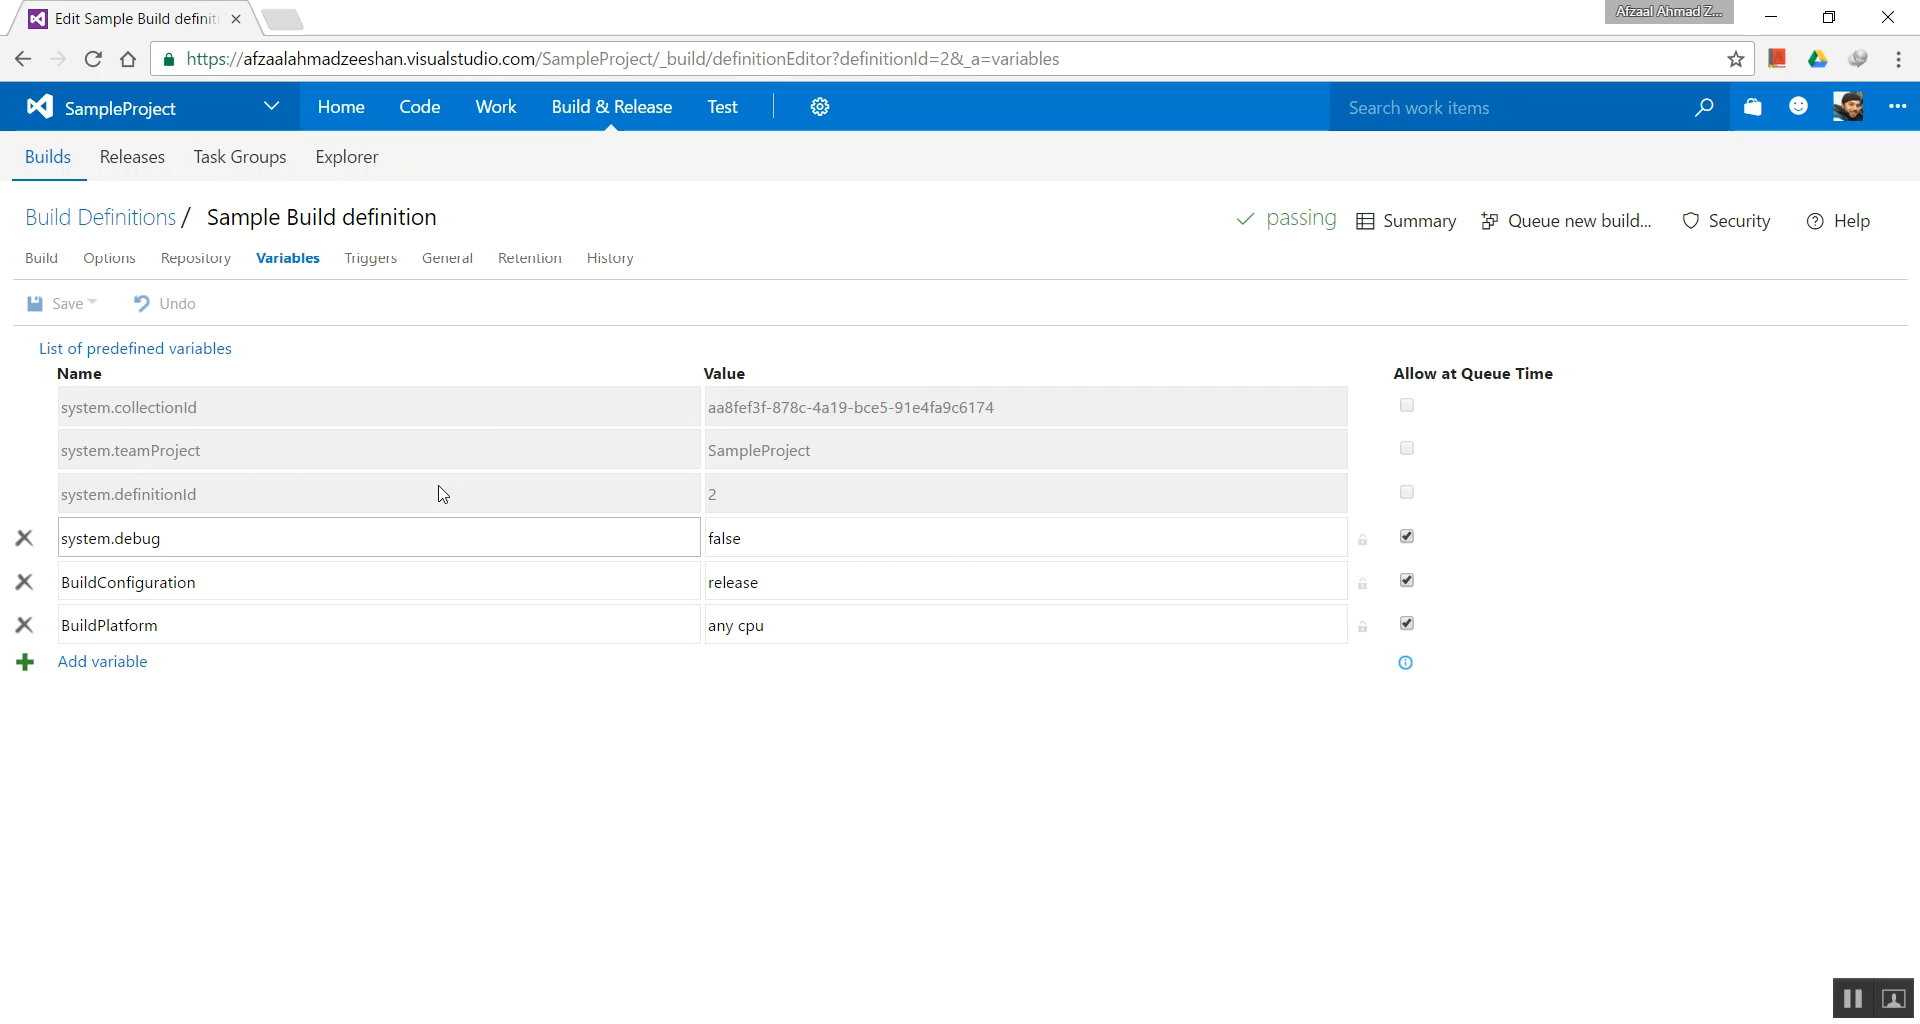 Edit Sample Build definit
Afzaal Ahmad Z...
https://afzaalahmadzeeshan.visualstudio.com/SampleProject/_build/definitionEditor?definitionId=2&_a=variables
SampleProject Home Code Work Build & Release Test Search work items
Builds Releases Task Groups Explorer
Build Definitions / Sample Build definition passing Summary Queue new build... Security Help
Build Options Repository Variables Triggers General Retention History
Save Undo
List of predefined variables
Name Value Allow at Queue Time
system.collectionId aa8fef3f-878c-4a19-bce5-91e4fa9c6174
system.teamProject SampleProject
system.definitionId 2
system.debug false
BuildConfiguration release
BuildPlatform any cpu
Add variable